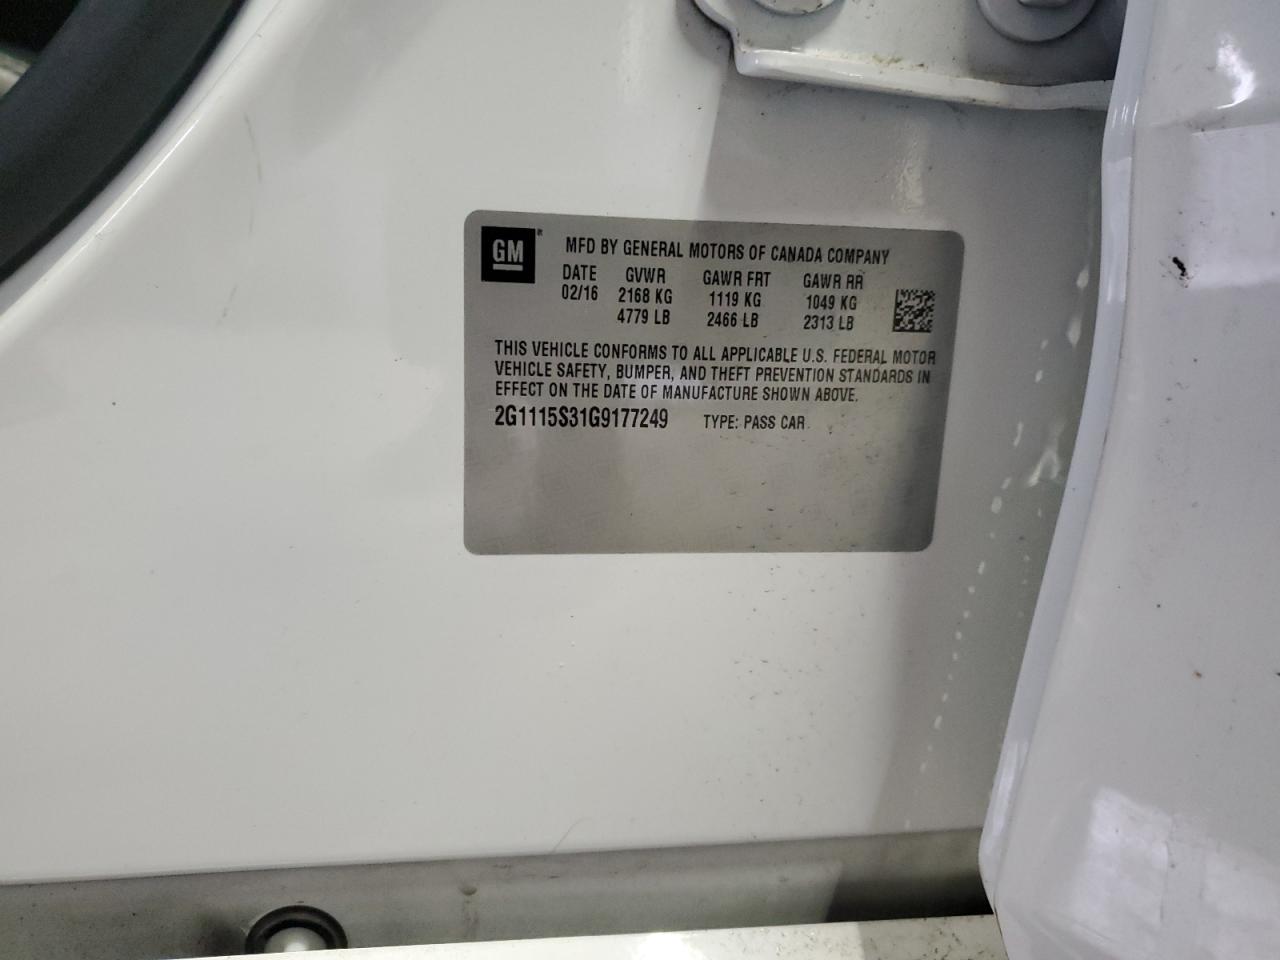 GM
MFD BY GENERAL MOTORS OF CANADA COMPANY
DATE GVWR GAWR FRT GAWR RR
02/16 2168 KG 1119 KG 1049 KG
4779 LB 2466 LB 2313 LB
THIS VEHICLE CONFORMS TO ALL APPLICABLE U.S. FEDERAL MOTOR
VEHICLE SAFETY, BUMPER, AND THEFT PREVENTION STANDARDS IN
EFFECT ON THE DATE OF MANUFACTURE SHOWN ABOVE.
2G1115S31G9177249 TYPE: PASS CAR